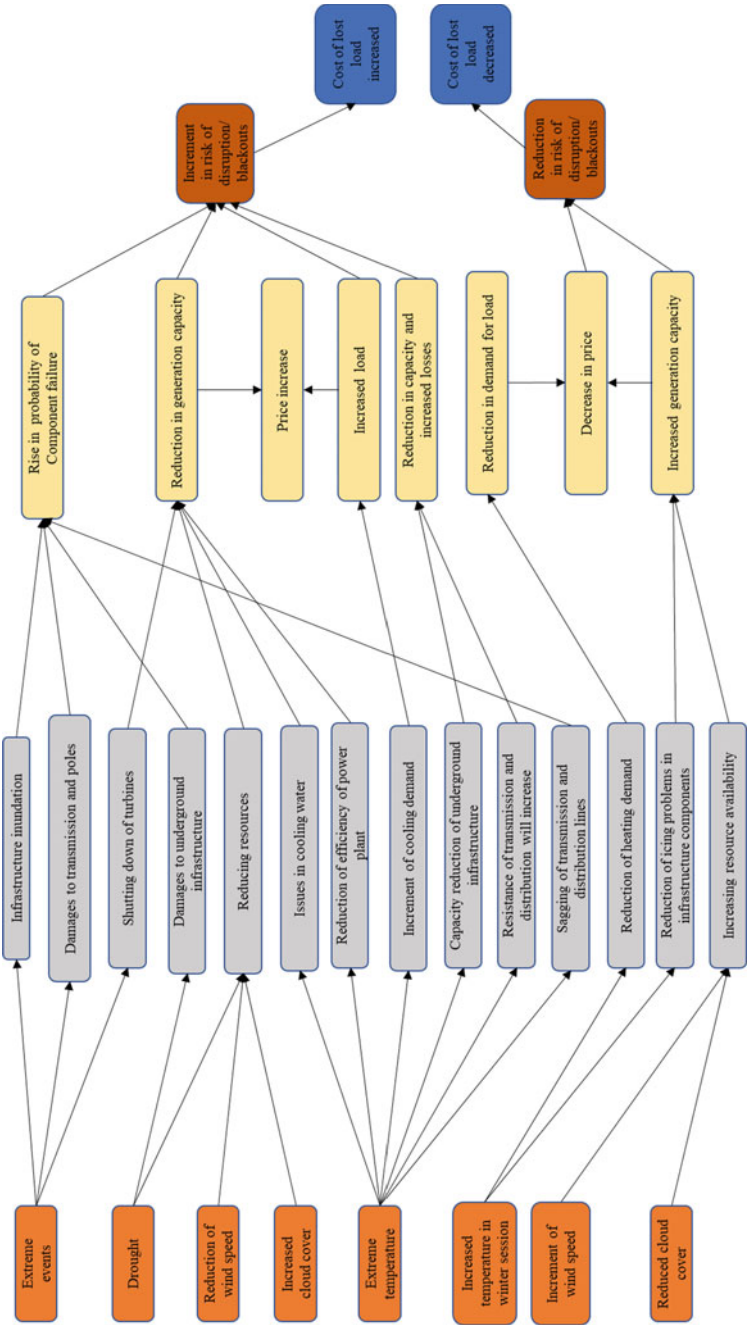 Extreme
events
Drought
Reduction of
wind speed
Increased
cloud cover
Extreme
temperature
Increased
temperature in
winter session
Increment of
wind speed
Reduced cloud
cover
Infrastructure inundation
Damages to transmission and poles
Shutting down of turbines
Damages to underground
infrastructure
Reducing resources
Issues in cooling water
Reduction of efficiency of power
plant
Increment of cooling demand
Capacity reduction of underground
infrastructure
Resistance of transmission and
distribution will increase
Sagging of transmission and
distribution lines
Reduction of heating demand
Reduction of icing problems in
infrastructure components
Increasing resource availability
Rise in probability of
Component failure
Reduction in generation capacity
Price increase
Increased load
Reduction in capacity and
increased losses
Reduction in demand for load
Decrease in price
Increased generation capacity
Increment
in risk of
disruption/
blackouts
Reduction
in risk of
disruption/
blackouts
Cost of lost
load
increased
Cost of lost
load
decreased